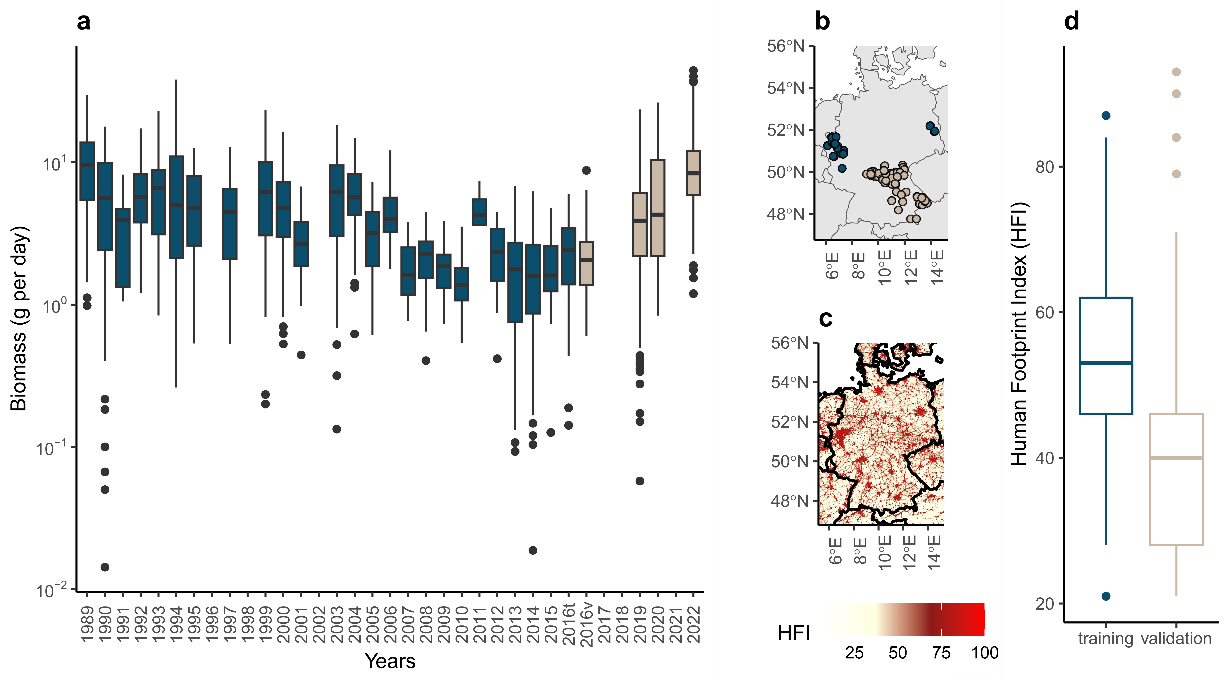 a
Biomass (g per day)
10¹
10⁰
10⁻¹
10⁻²
1989 1990 1991 1992 1993 1994 1995 1996 1997 1998 1999 2000 2001 2002 2003 2004 2005 2006 2007 2008 2009 2010 2011 2012 2013 2014 2015 2016t 2016v 2017 2018 2019 2020 2021 2022
Years
b
56°N
54°N
52°N
50°N
48°N
6°E 8°E 10°E 12°E 14°E
c
56°N
54°N
52°N
50°N
48°N
6°E 8°E 10°E 12°E 14°E
HFI
25 50 75 100
d
Human Footprint Index (HFI)
80
60
40
20
training validation